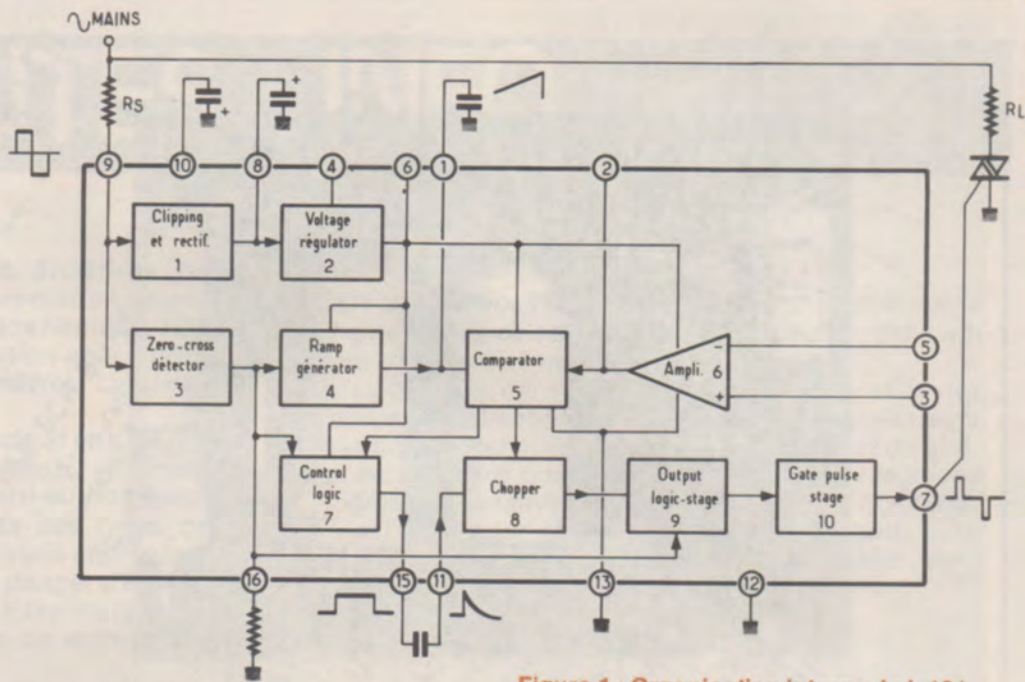 MAINS
RS
RL
9
10
8
4
6
1
2
Clipping
et rectif.
1
Voltage
régulator
2
Zero-cross
détector
3
Ramp
générator
4
Comparator
5
Ampli. 6
-
+
5
3
Control
logic
7
Chopper
8
Output
logic-stage
9
Gate pulse
stage
10
7
16
15
11
13
12